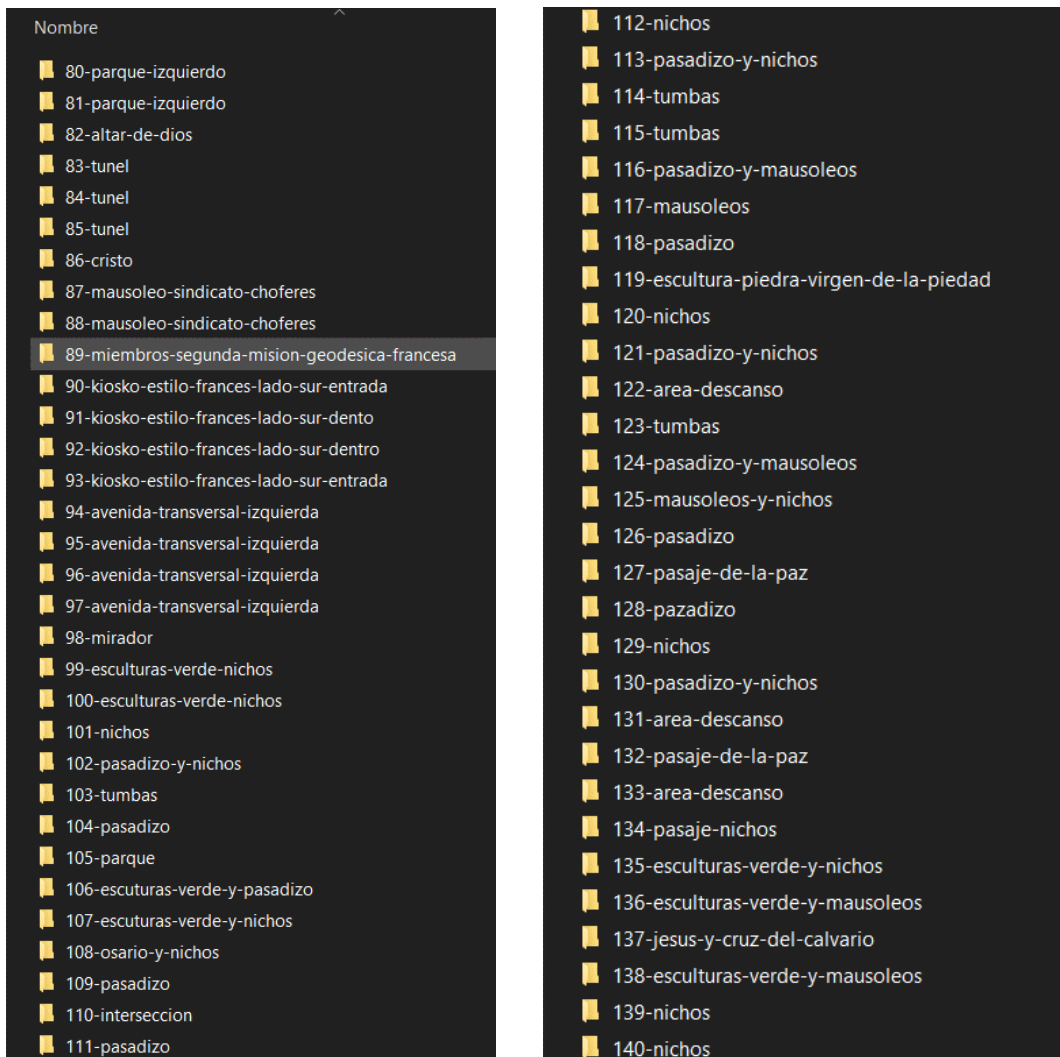 Nombre
80-parque-izquierdo
81-parque-izquierdo
82-altar-de-dios
83-tunel
84-tunel
85-tunel
86-cristo
87-mausoleo-sindicato-choferes
88-mausoleo-sindicato-choferes
89-miembros-segunda-mision-geodesica-francesa
90-kiosko-estilo-frances-lado-sur-entrada
91-kiosko-estilo-frances-lado-sur-dento
92-kiosko-estilo-frances-lado-sur-dentro
93-kiosko-estilo-frances-lado-sur-entrada
94-avenida-transversal-izquierda
95-avenida-transversal-izquierda
96-avenida-transversal-izquierda
97-avenida-transversal-izquierda
98-mirador
99-esculturas-verde-nichos
100-esculturas-verde-nichos
101-nichos
102-pasadizo-y-nichos
103-tumbas
104-pasadizo
105-parque
106-escuturas-verde-y-pasadizo
107-escuturas-verde-y-nichos
108-osario-y-nichos
109-pasadizo
110-interseccion
111-pasadizo
112-nichos
113-pasadizo-y-nichos
114-tumbas
115-tumbas
116-pasadizo-y-mausoleos
117-mausoleos
118-pasadizo
119-escultura-piedra-virgen-de-la-piedad
120-nichos
121-pasadizo-y-nichos
122-area-descanso
123-tumbas
124-pasadizo-y-mausoleos
125-mausoleos-y-nichos
126-pasadizo
127-pasaje-de-la-paz
128-pazadizo
129-nichos
130-pasadizo-y-nichos
131-area-descanso
132-pasaje-de-la-paz
133-area-descanso
134-pasaje-nichos
135-esculturas-verde-y-nichos
136-esculturas-verde-y-mausoleos
137-jesus-y-cruz-del-calvario
138-esculturas-verde-y-mausoleos
139-nichos
140-nichos